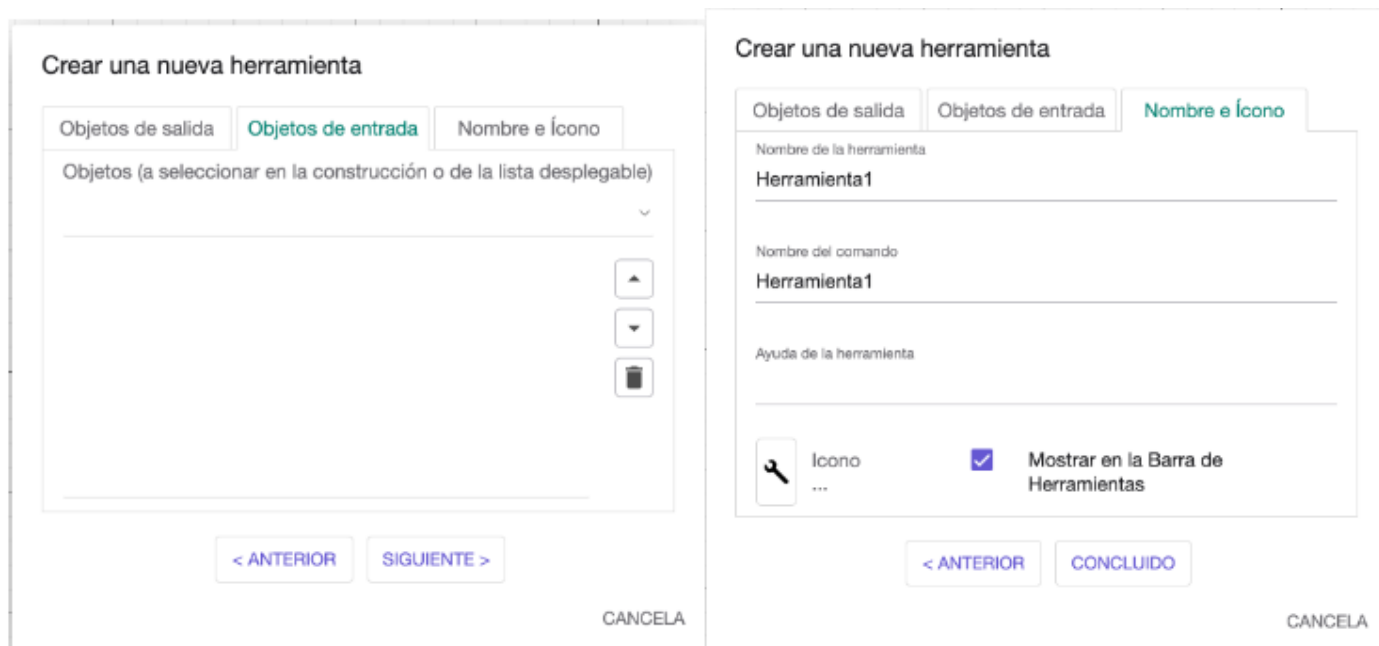 Crear una nueva herramienta
Objetos de salida
Objetos de entrada
Nombre e Ícono
Objetos (a seleccionar en la construcción o de la lista desplegable)
< ANTERIOR
SIGUIENTE >
CANCELA
Crear una nueva herramienta
Objetos de salida
Objetos de entrada
Nombre e Ícono
Nombre de la herramienta
Herramienta1
Nombre del comando
Herramienta1
Ayuda de la herramienta
Icono
...
Mostrar en la Barra de
Herramientas
< ANTERIOR
CONCLUIDO
CANCELA